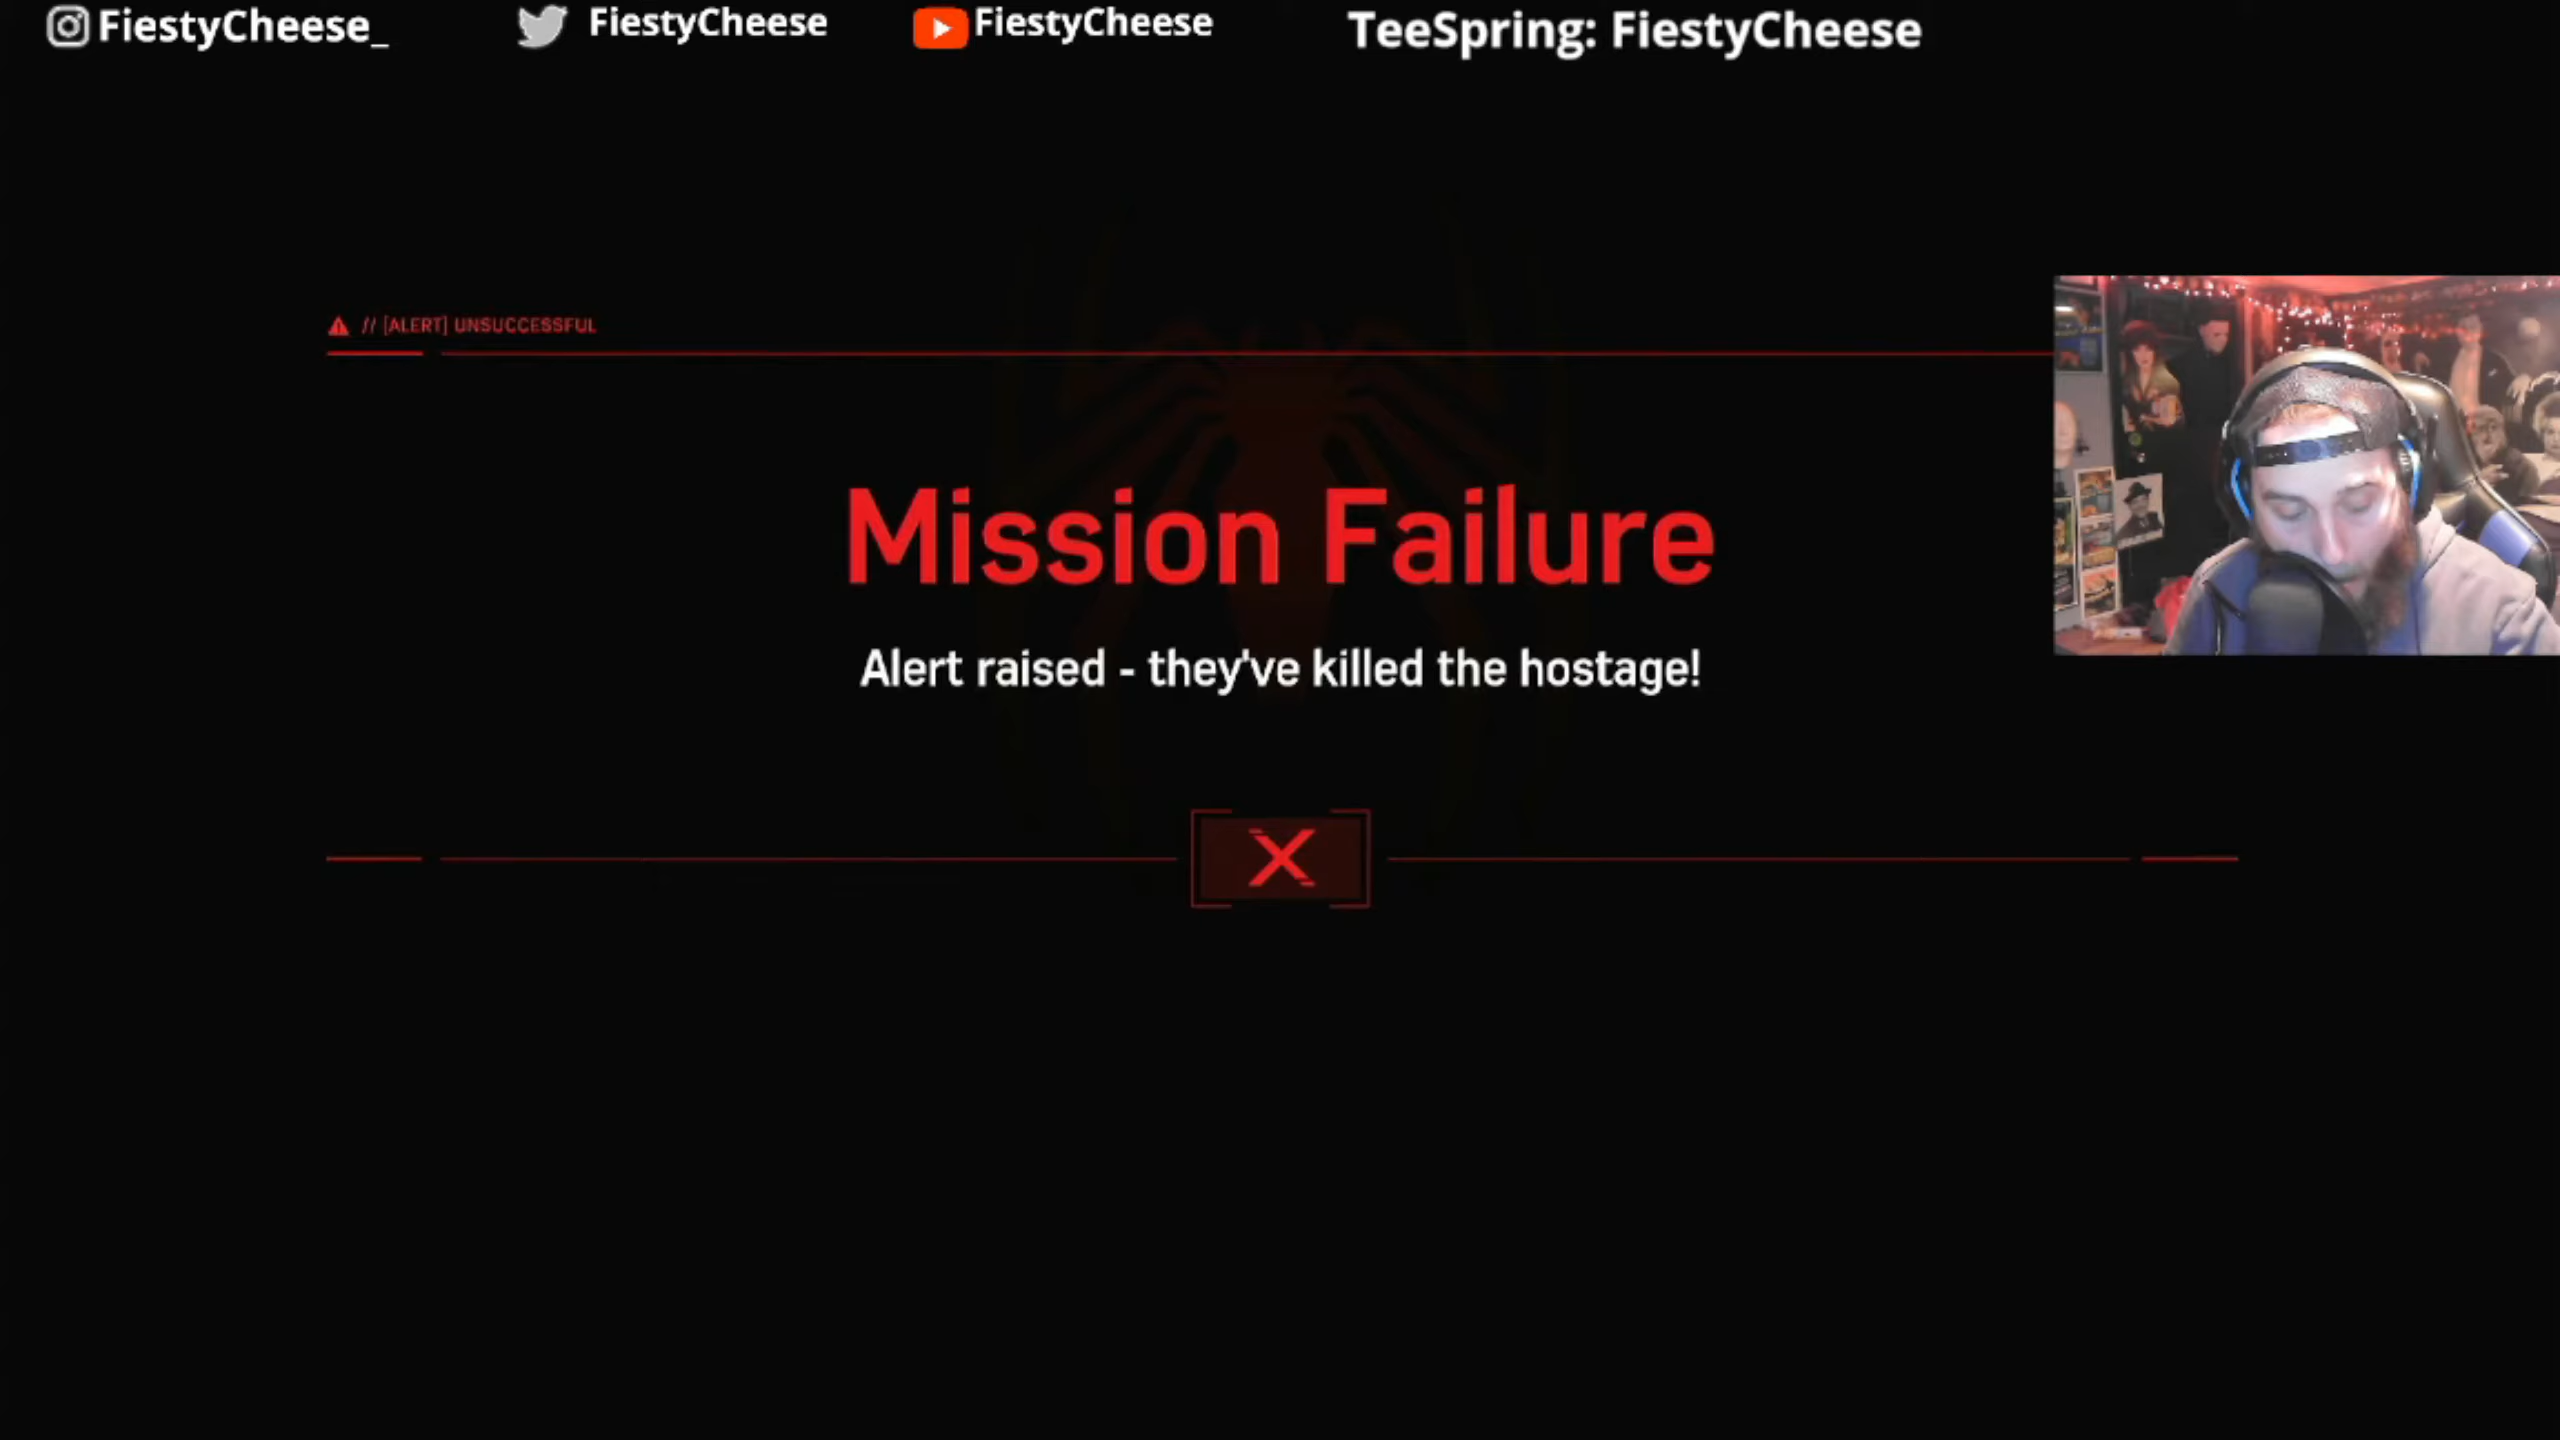 FiestyCheese_
FiestyCheese
FiestyCheese
TeeSpring: FiestyCheese
// [ALERT] UNSUCCESSFUL
Mission Failure
Alert raised - they've killed the hostage!
X